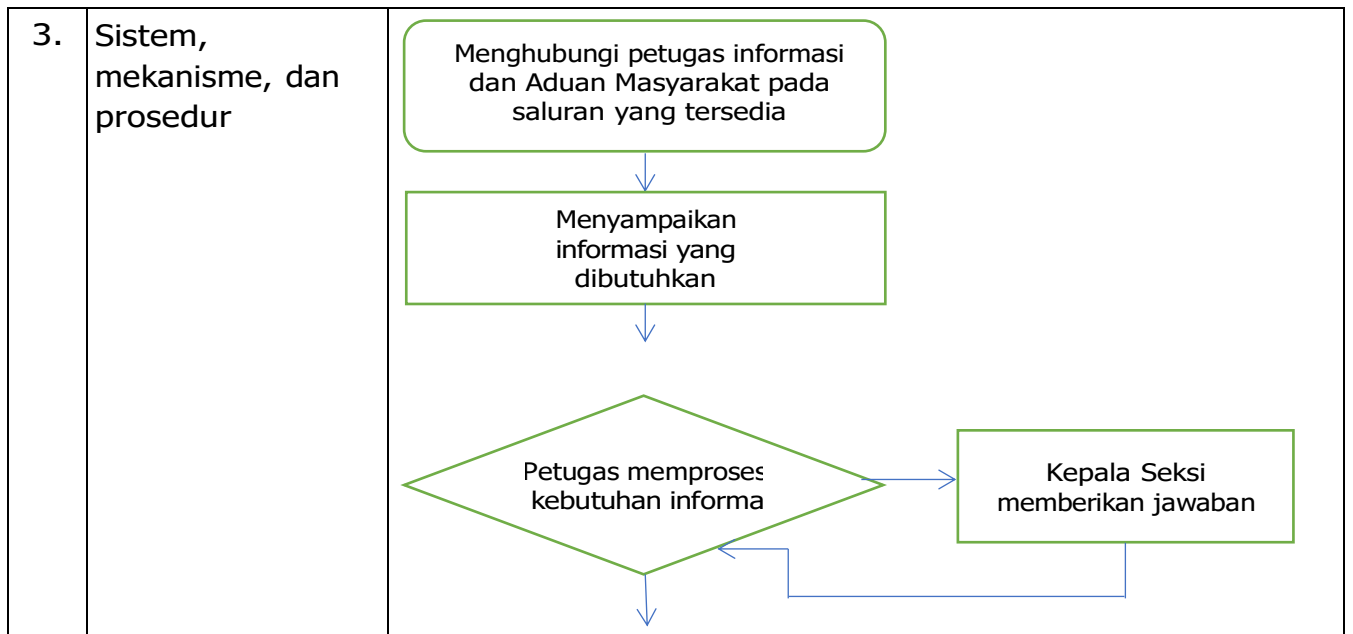 3.
Sistem,
mekanisme, dan
prosedur
Menghubungi petugas informasi
dan Aduan Masyarakat pada
saluran yang tersedia
Menyampaikan
informasi yang
dibutuhkan
Petugas memproses
kebutuhan informa
Kepala Seksi
memberikan jawaban